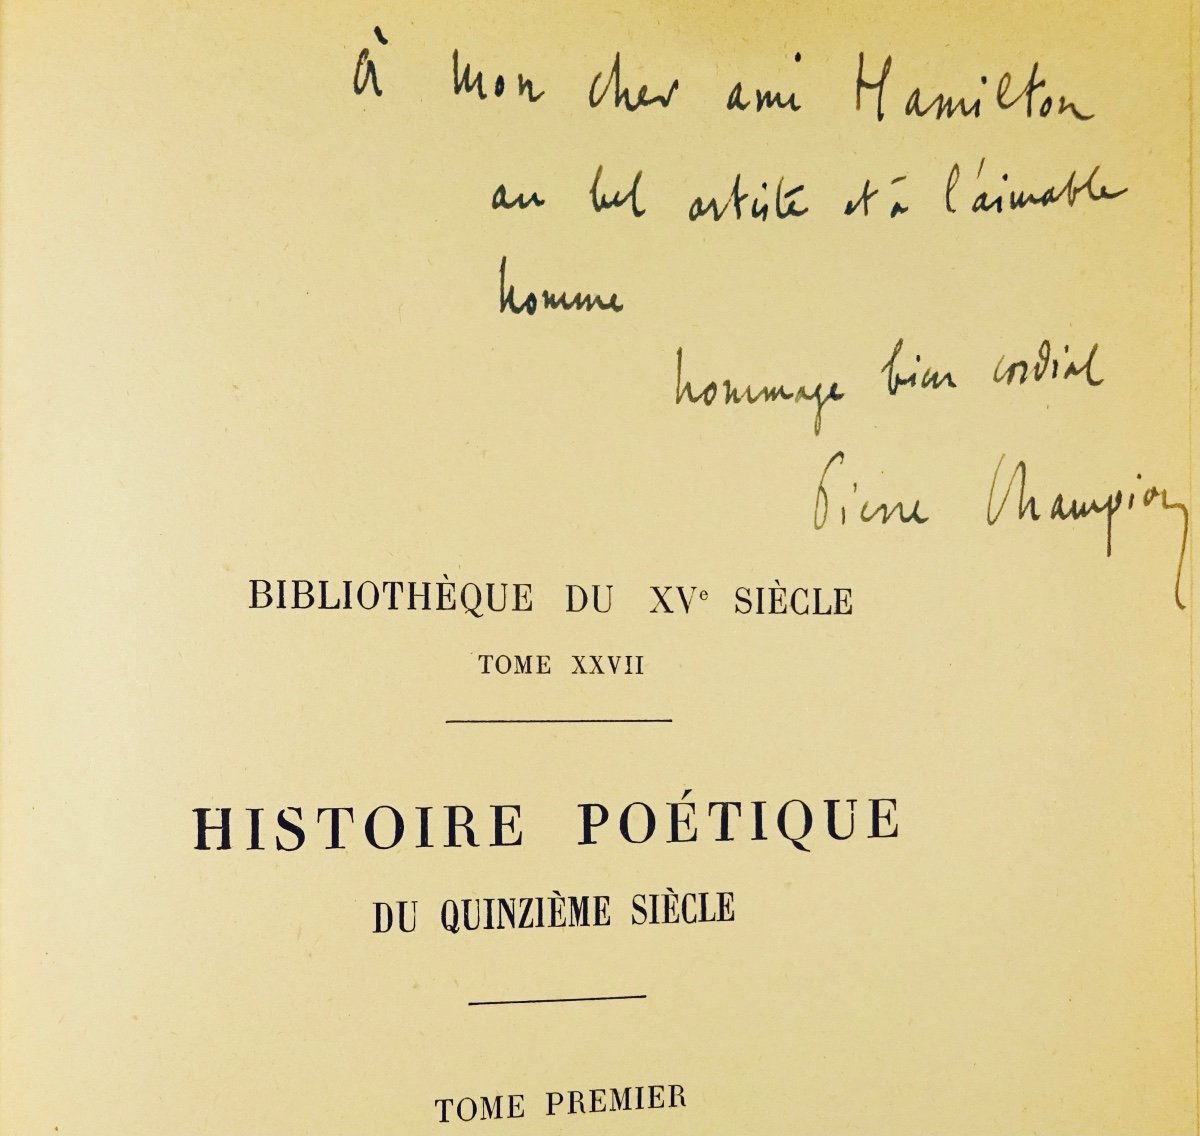 À mon cher ami Hamilton
au bel artiste et à l'aimable
homme
hommage bien cordial
Pierre Champion
BIBLIOTHÈQUE DU XVe SIÈCLE
TOME XXVII
HISTOIRE POÉTIQUE
DU QUINZIÈME SIÈCLE
TOME PREMIER